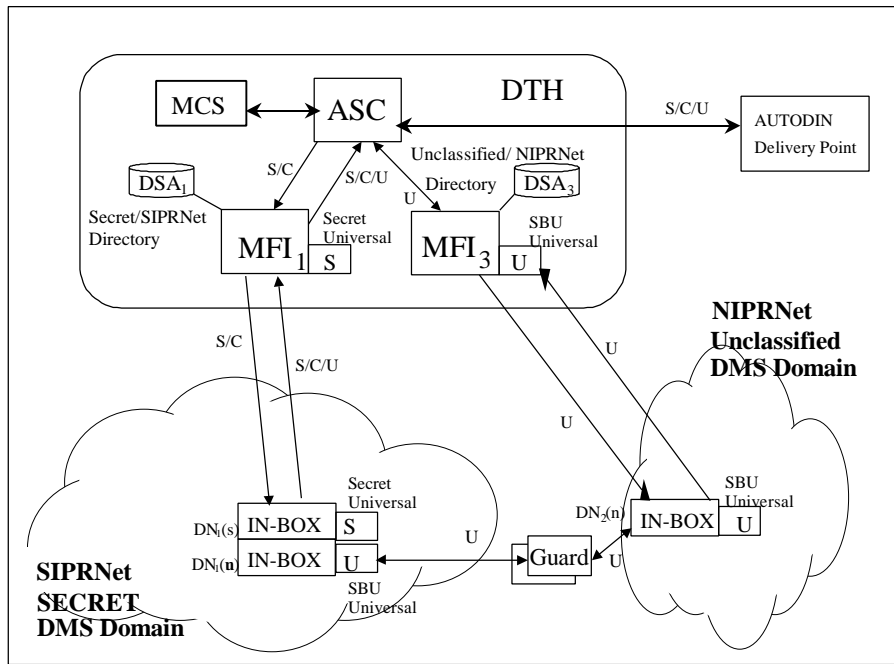 DTH
MCS
ASC
S/C/U
AUTODIN
Delivery Point
S/C
S/C/U
Unclassified/ NIPRNet
Directory
U
DSA1
DSA3
Secret/SIPRNet
Directory
MFI1
Secret
Universal
S
MFI3
SBU
Universal
U
NIPRNet
Unclassified
DMS Domain
S/C
S/C/U
U
U
Secret
Universal
DN1(s)
IN-BOX
S
DN1(n)
IN-BOX
U
SBU
Universal
U
Guard
U
DN2(n)
IN-BOX
SBU
Universal
U
SIPRNet
SECRET
DMS Domain